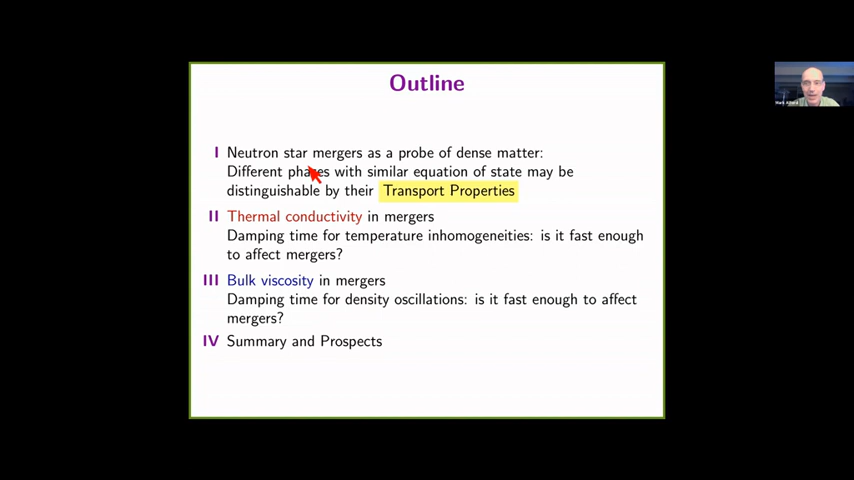 Outline
I Neutron star mergers as a probe of dense matter:
Different phases with similar equation of state may be
distinguishable by their Transport Properties
II Thermal conductivity in mergers
Damping time for temperature inhomogeneities: is it fast enough
to affect mergers?
III Bulk viscosity in mergers
Damping time for density oscillations: is it fast enough to affect
mergers?
IV Summary and Prospects
Mark Alford